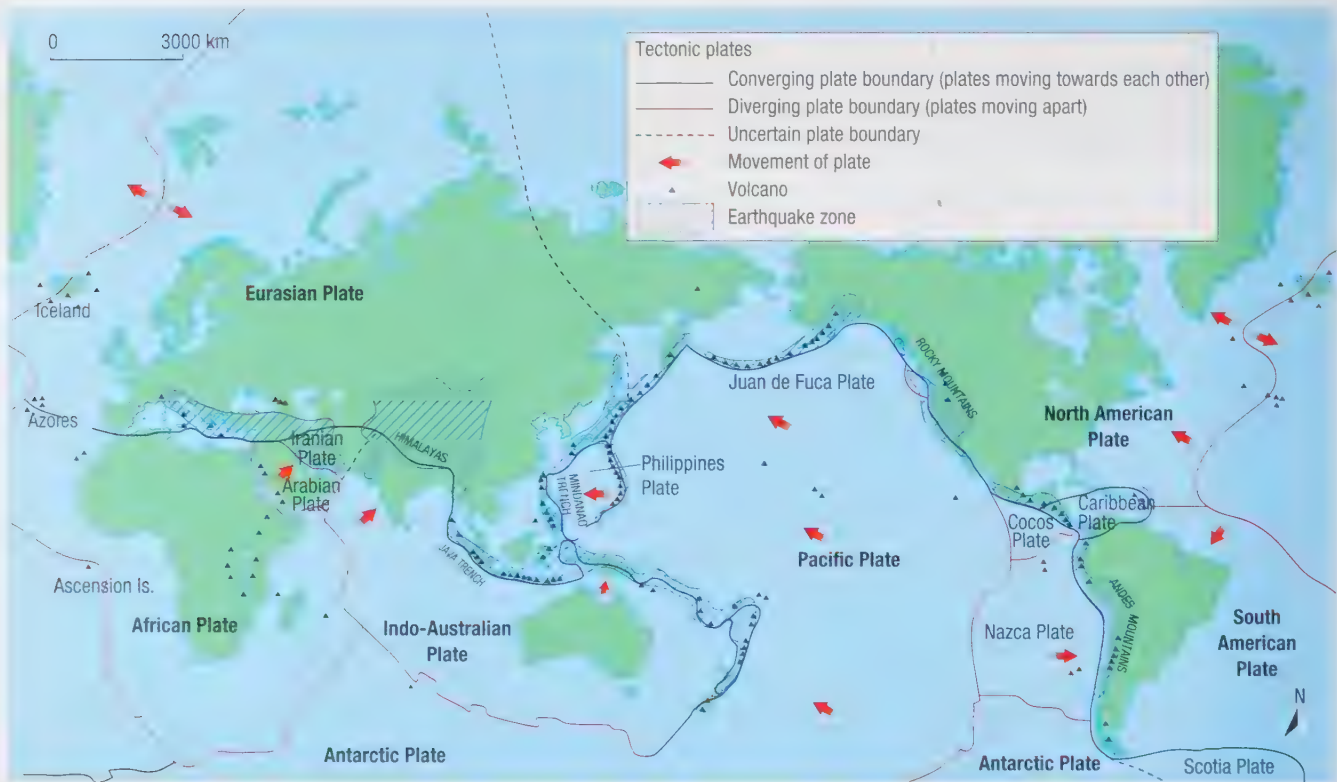 0 3000 km
Tectonic plates
Converging plate boundary (plates moving towards each other)
Diverging plate boundary (plates moving apart)
Uncertain plate boundary
Movement of plate
Volcano
Earthquake zone
Eurasian Plate
Iceland
Azores
Iranian
Plate
Arabian
Plate
HIMALAYAS
Ascension Is.
African Plate
JAVA TRENCH
Indo-Australian
Plate
Antarctic Plate
MINDANAO
TRENCH
Philippines
Plate
Juan de Fuca Plate
ROCKY MOUNTAINS
North American
Plate
Pacific Plate
Cocos
Plate
Caribbean
Plate
Nazca Plate
ANDES MOUNTAINS
South
American
Plate
N
Antarctic Plate
Scotia Plate